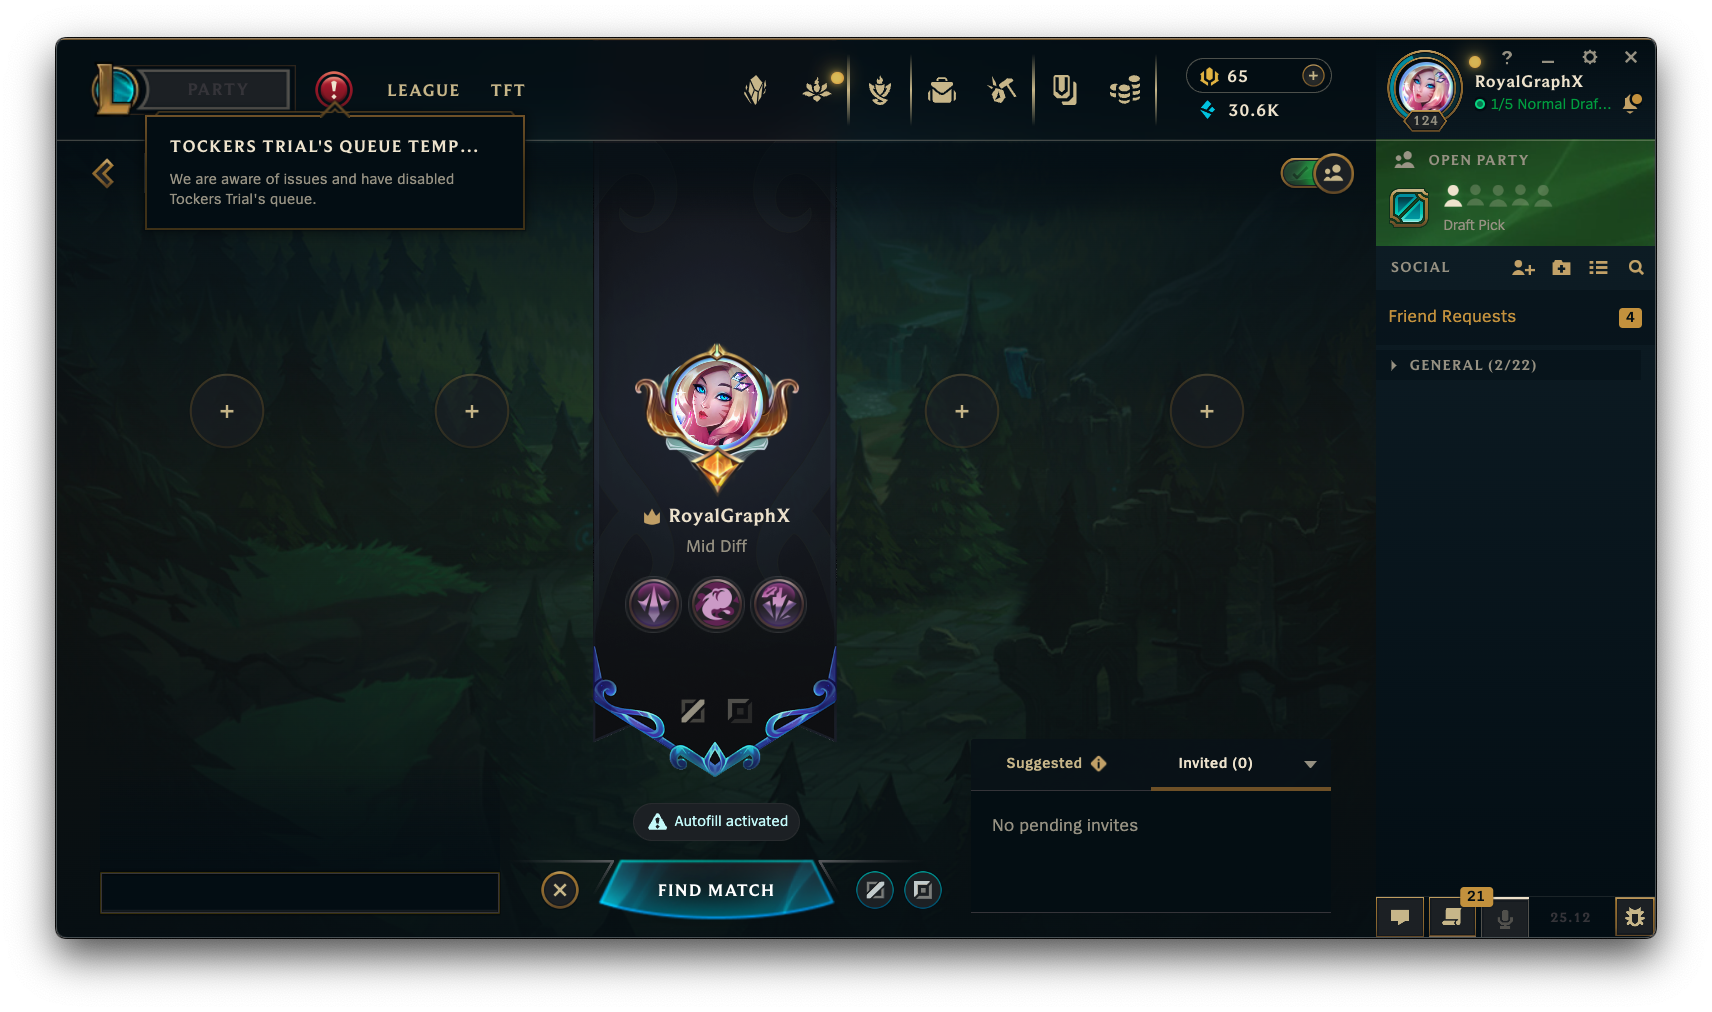 PARTY
!
LEAGUE
TFT
65
30.6K
?
RoyalGraphX
1/5 Normal Draf...
124
TOCKERS TRIAL'S QUEUE TEMP...
We are aware of issues and have disabled
Tockers Trial's queue.
OPEN PARTY
Draft Pick
SOCIAL
Friend Requests
4
GENERAL (2/22)
RoyalGraphX
Mid Diff
Autofill activated
FIND MATCH
Suggested
Invited (0)
No pending invites
21
25.12